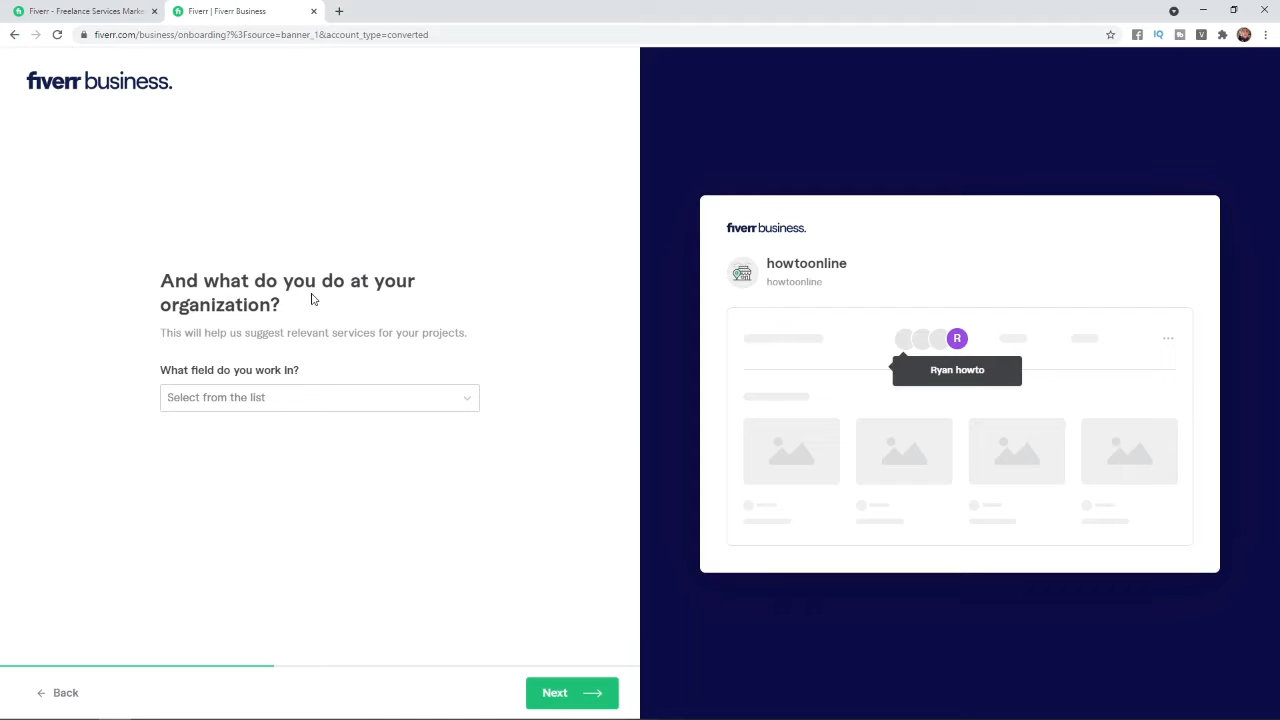 Fiverr - Freelance Services Marke
Fiverr | Fiverr Business
fiverr.com/business/onboarding?%3Fsource=banner_1&account_type=converted
IQ
V
fiverr business.
And what do you do at your
organization?
This will help us suggest relevant services for your projects.
What field do you work in?
Select from the list
Back
Next
fiverr business.
howtoonline
howtoonline
R
Ryan howto